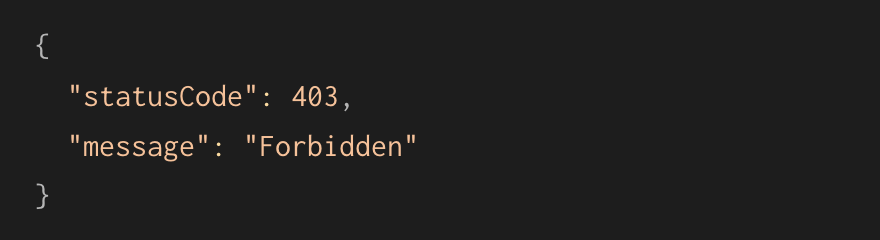 {
"statusCode": 403,
"message": "Forbidden"
}